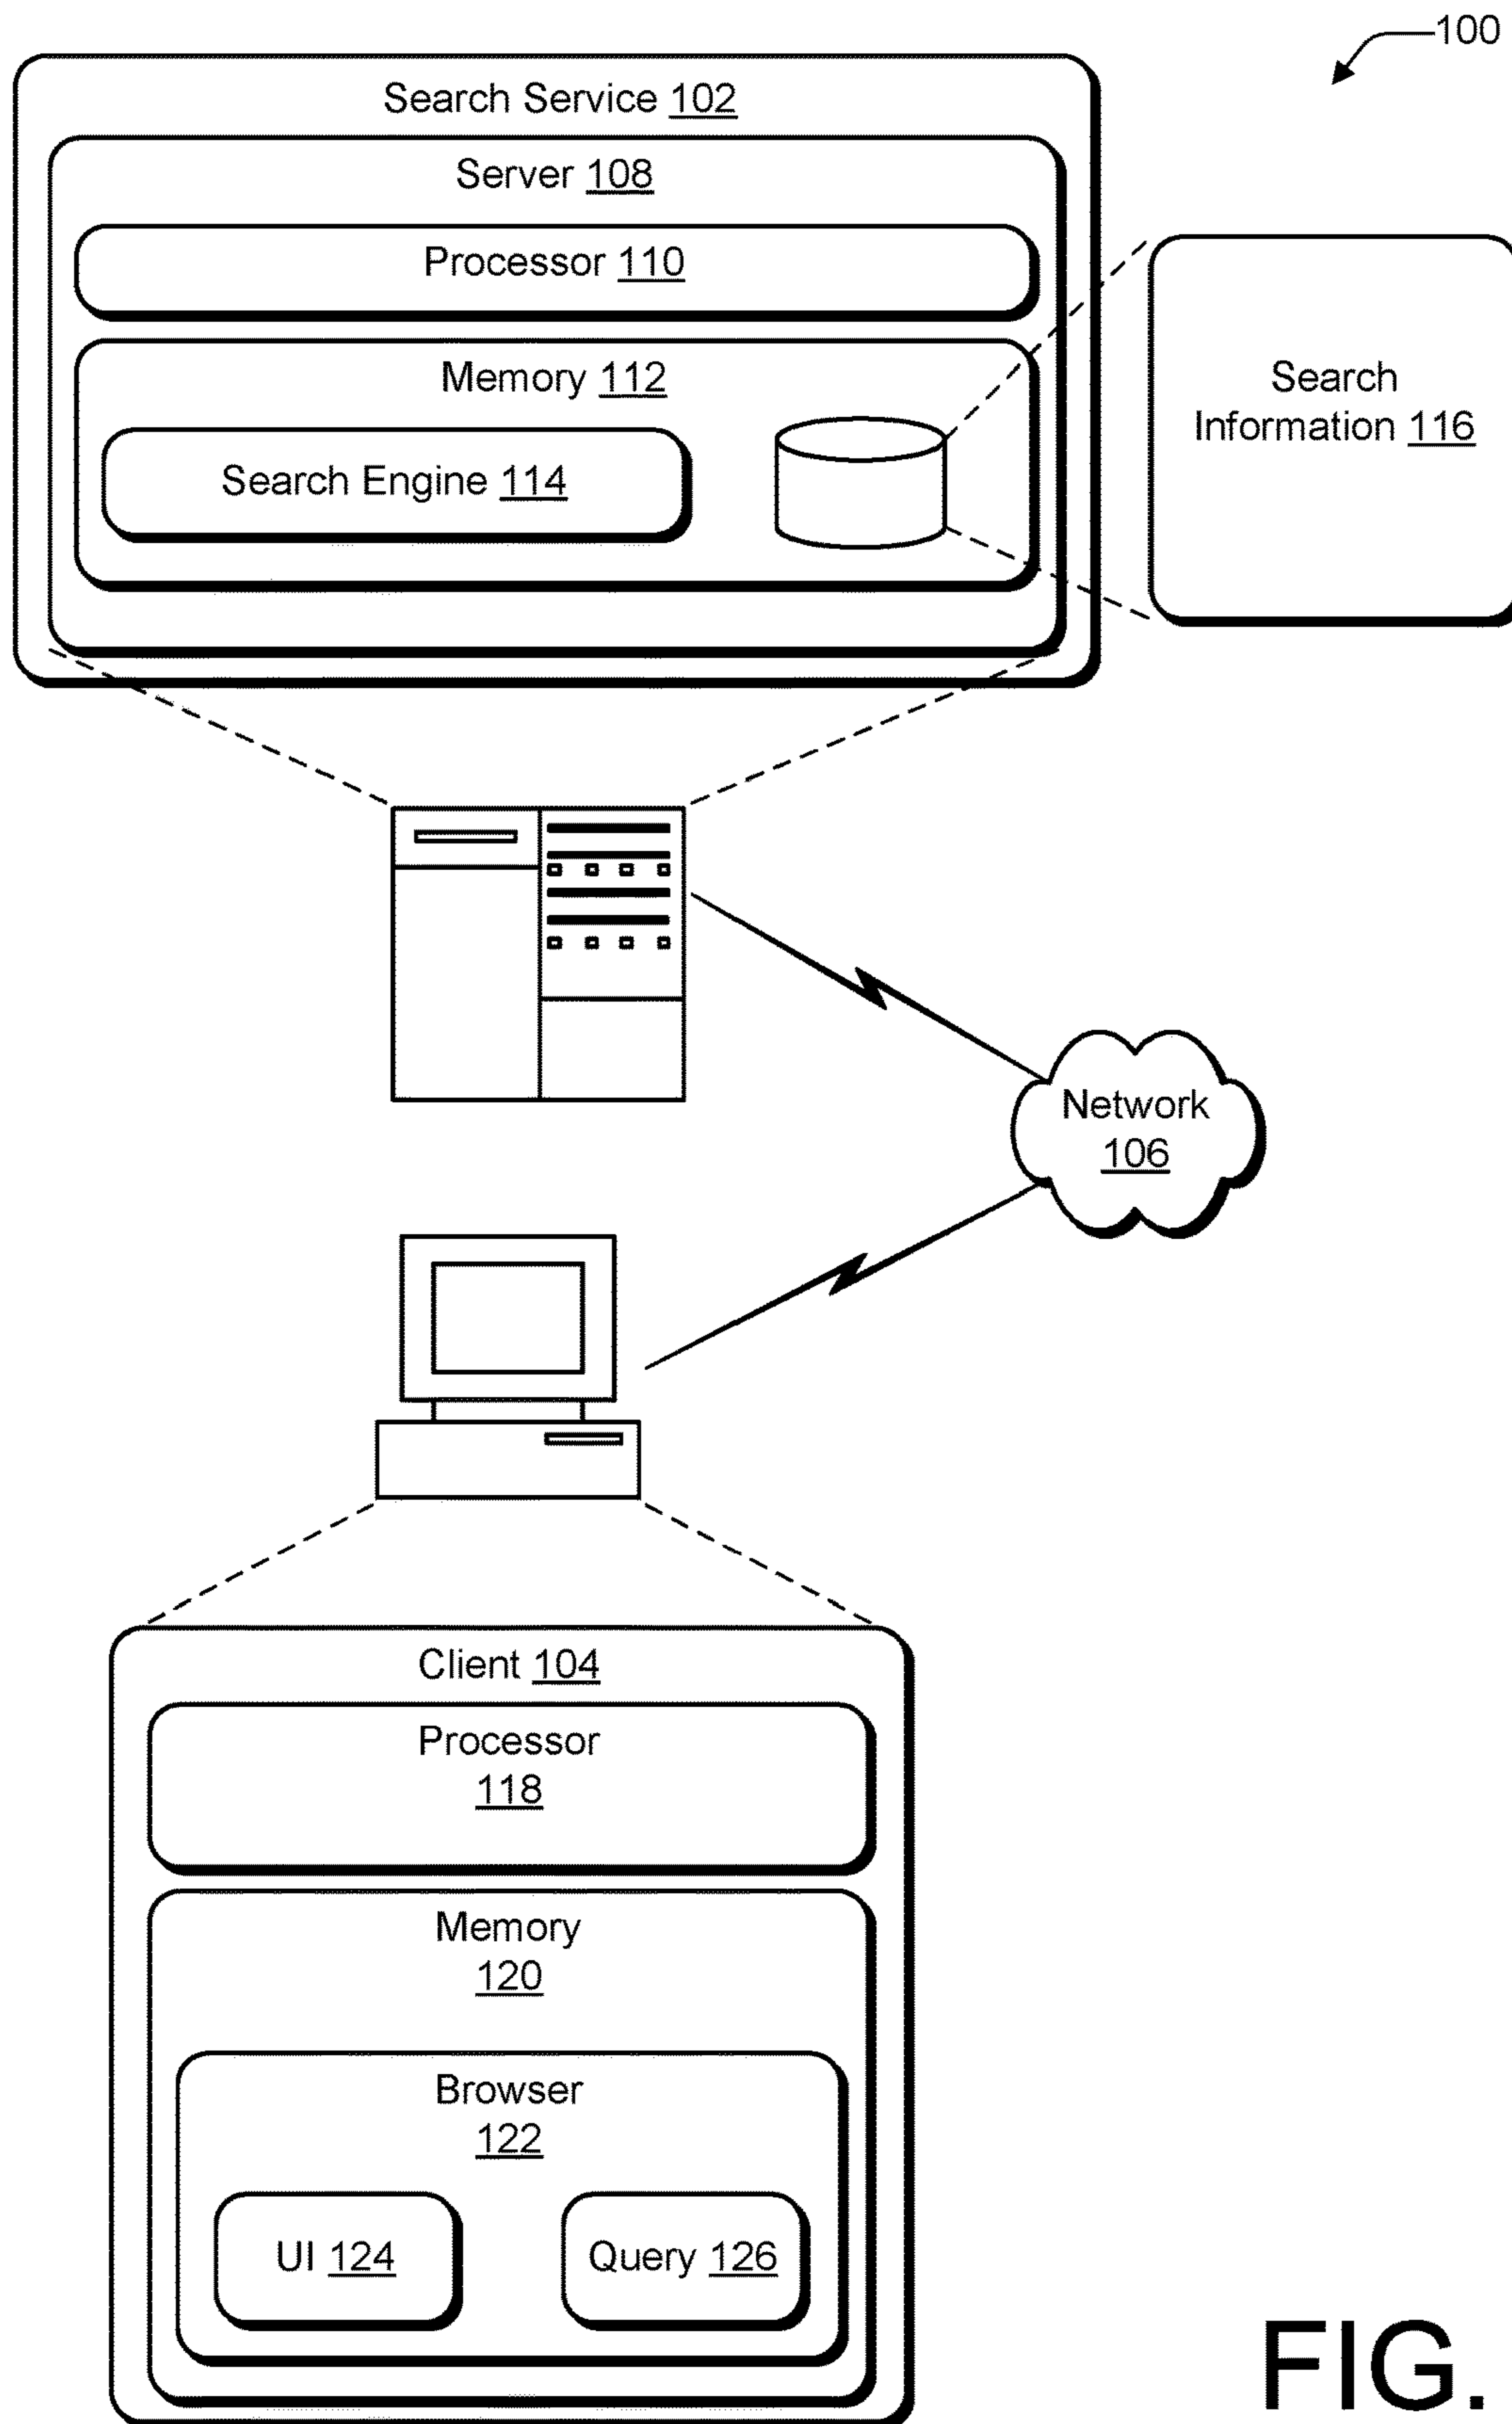 100
Search Service 102
Server 108
Processor 110
Memory 112
Search Engine 114
Search
Information 116
Network
106
Client 104
Processor
118
Memory
120
Browser
122
UI 124
Query 126
FIG.